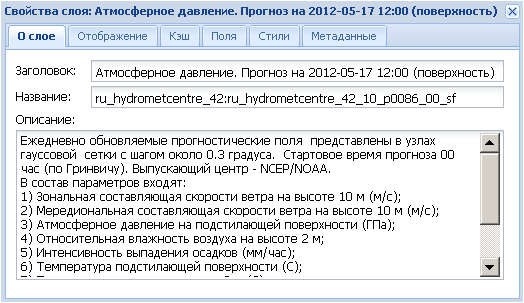 Свойства слоя: Атмосферное давление. Прогноз на 2012-05-17 12:00 (поверхность)
О слое Отображение Кэш Поля Стили Метаданные
Заголовок: Атмосферное давление. Прогноз на 2012-05-17 12:00 (поверхность)
Название: ru_hydrometcentre_42:ru_hydrometcentre_42_10_p0086_00_sf
Описание:
Ежедневно обновляемые прогностические поля представлены в узлах
гауссовой сетки с шагом около 0.3 градуса. Стартовое время прогноза 00
час (по Гринвичу). Выпускающий центр - NCEP/NOAA.
В состав параметров входят:
1) Зональная составляющая скорости ветра на высоте 10 м (м/с);
2) Меридиональная составляющая скорости ветра на высоте 10 м (м/с);
3) Атмосферное давление на подстилающей поверхности (ГПа);
4) Относительная влажность воздуха на высоте 2 м;
5) Интенсивность выпадения осадков (мм/час);
6) Температура подстилающей поверхности (С);